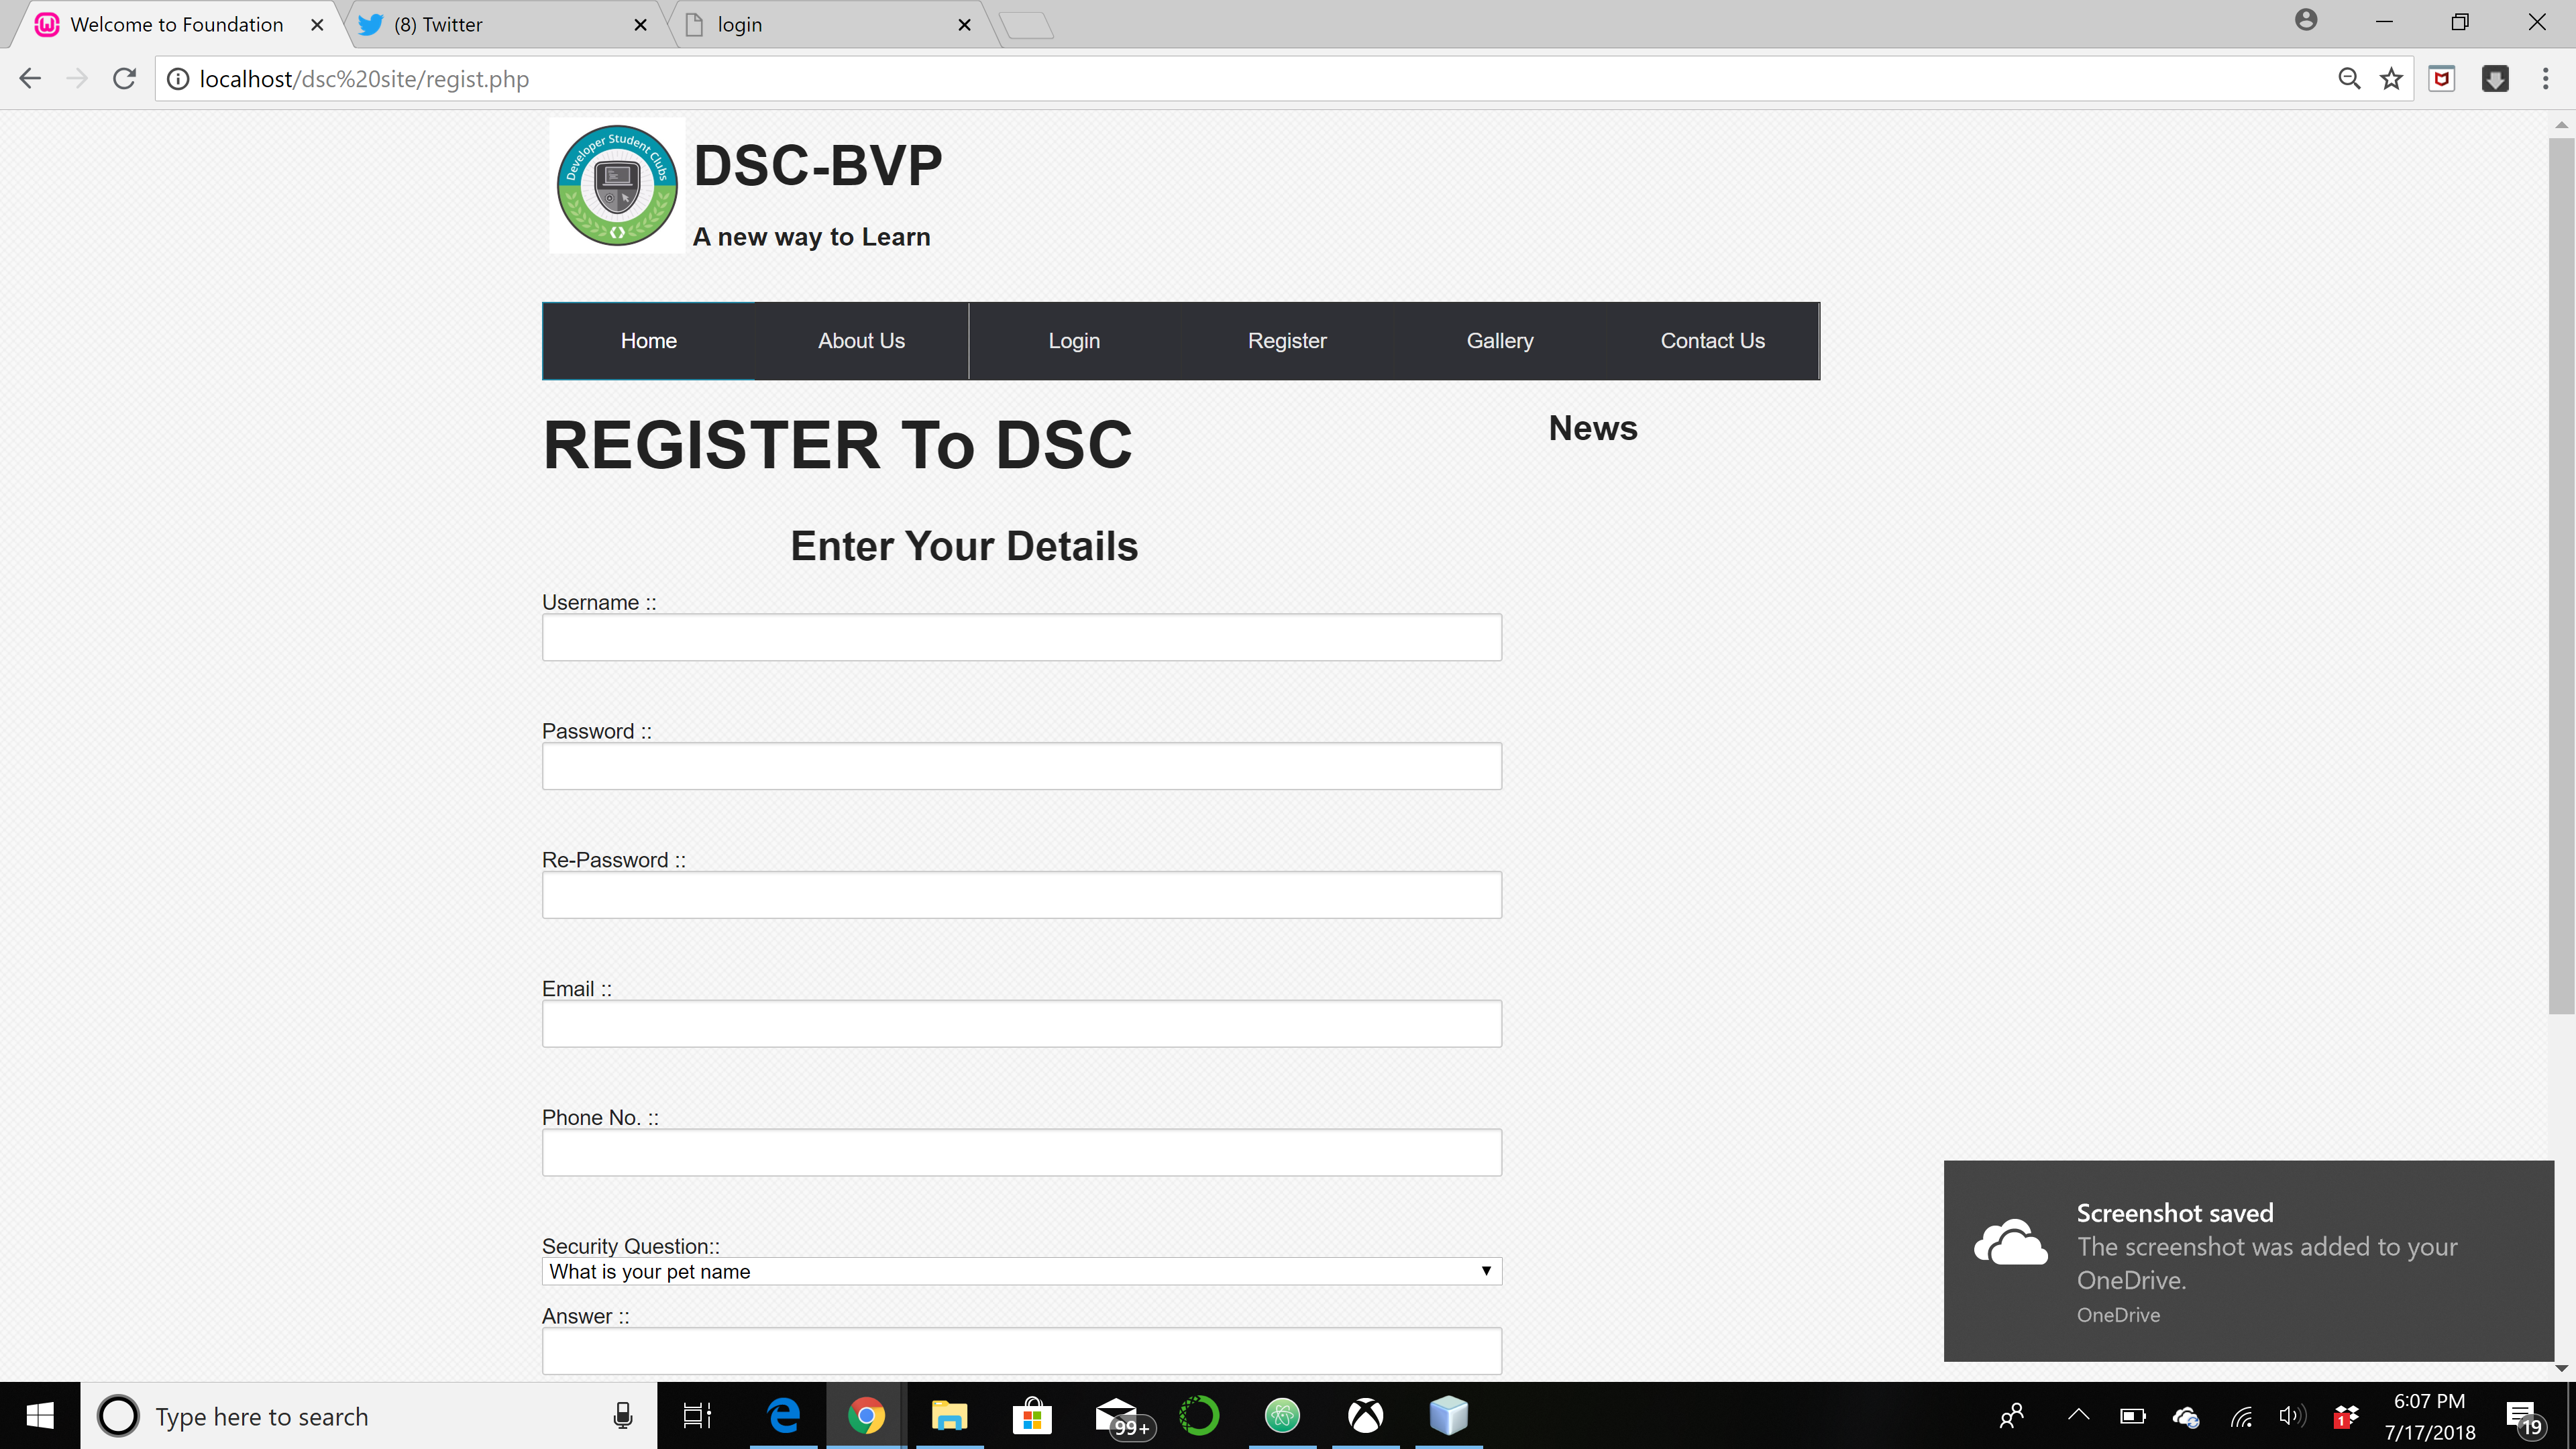 Welcome to Foundation
(8) Twitter
login
localhost/dsc%20site/regist.php
Developer Student Clubs
DSC-BVP
A new way to Learn
Home About Us Login Register Gallery Contact Us
REGISTER To DSC
News
Enter Your Details
Username ::
Password ::
Re-Password ::
Email ::
Phone No. ::
Security Question::
What is your pet name
Answer ::
Screenshot saved
The screenshot was added to your
OneDrive.
OneDrive
Type here to search
99+
1
6:07 PM
7/17/2018
19